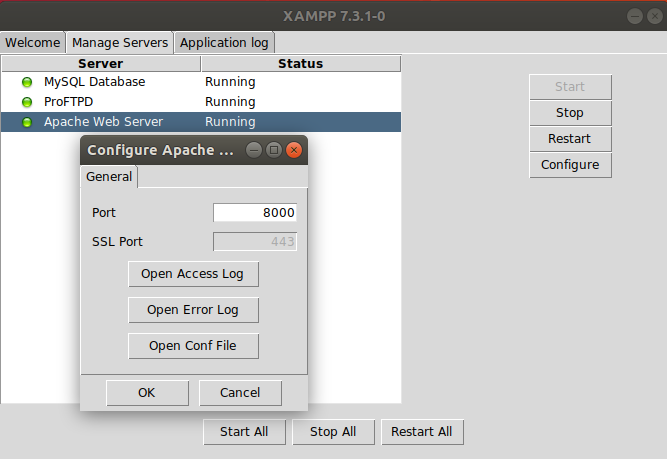 XAMPP 7.3.1-0
Welcome Manage Servers Application log
Server Status
MySQL Database Running
ProFTPD Running
Apache Web Server Running
Start
Stop
Restart
Configure
Configure Apache ...
General
Port 8000
SSL Port 443
Open Access Log
Open Error Log
Open Conf File
OK Cancel
Start All Stop All Restart All